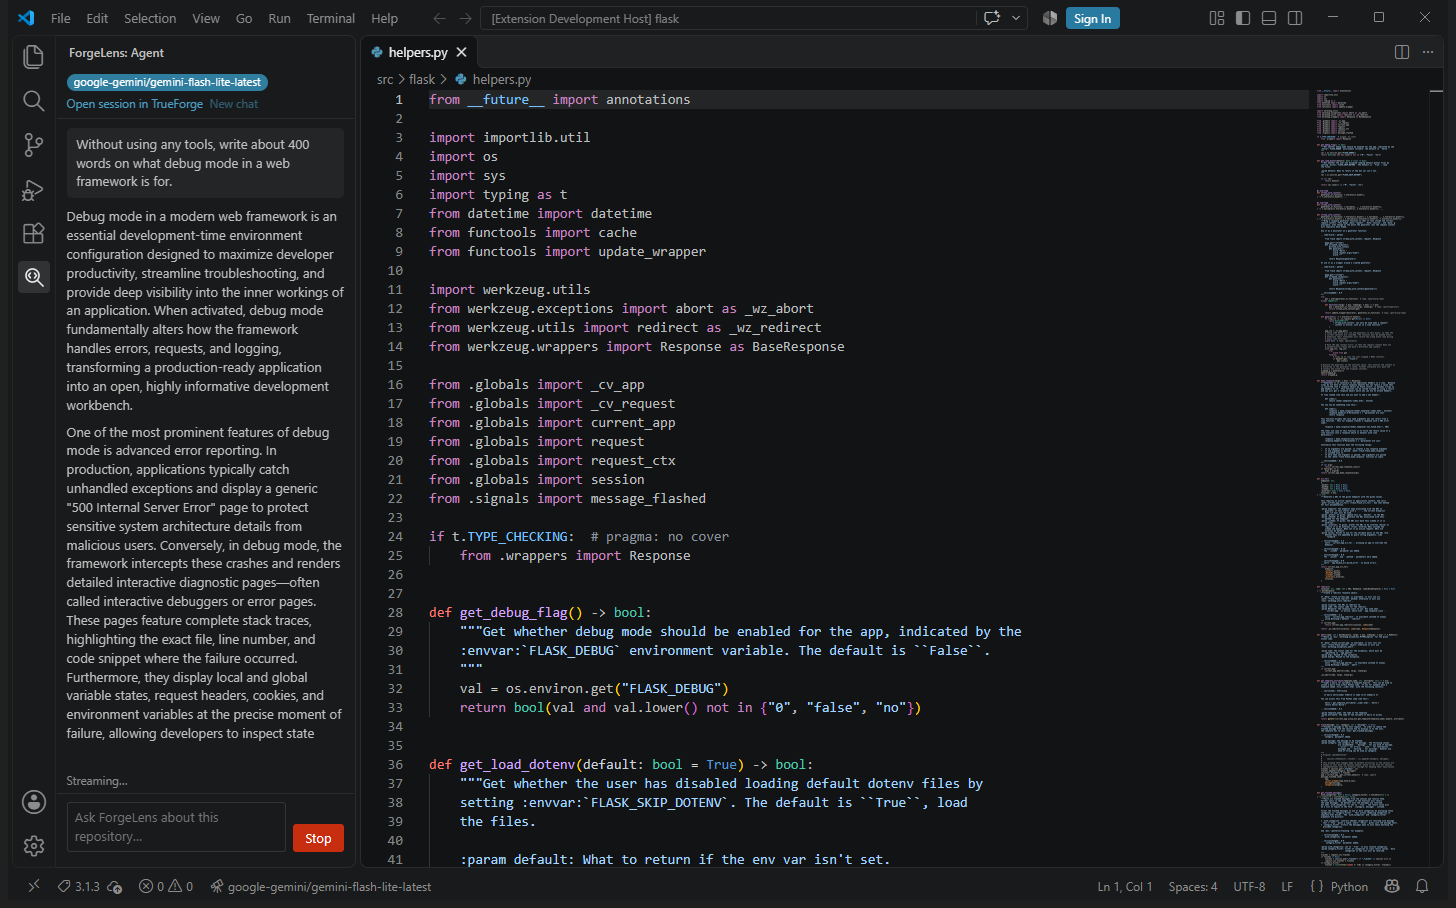 File Edit Selection View Go Run Terminal Help
[Extension Development Host] flask
Sign In
ForgeLens: Agent
google-gemini/gemini-flash-lite-latest
Open session in TrueForge New chat
Without using any tools, write about 400
words on what debug mode in a web
framework is for.
Debug mode in a modern web framework is an
essential development-time environment
configuration designed to maximize developer
productivity, streamline troubleshooting, and
provide deep visibility into the inner workings of
an application. When activated, debug mode
fundamentally alters how the framework
handles errors, requests, and logging,
transforming a production-ready application
into an open, highly informative development
workbench.
One of the most prominent features of debug
mode is advanced error reporting. In
production, applications typically catch
unhandled exceptions and display a generic
"500 Internal Server Error" page to protect
sensitive system architecture details from
malicious users. Conversely, in debug mode, the
framework intercepts these crashes and renders
detailed interactive diagnostic pages—often
called interactive debuggers or error pages.
These pages feature complete stack traces,
highlighting the exact file, line number, and
code snippet where the failure occurred.
Furthermore, they display local and global
variable states, request headers, cookies, and
environment variables at the precise moment of
failure, allowing developers to inspect state
Streaming...
Ask ForgeLens about this
repository...
Stop
helpers.py
src > flask > helpers.py
1 from __future__ import annotations
2
3 import importlib.util
4 import os
5 import sys
6 import typing as t
7 from datetime import datetime
8 from functools import cache
9 from functools import update_wrapper
10
11 import werkzeug.utils
12 from werkzeug.exceptions import abort as _wz_abort
13 from werkzeug.utils import redirect as _wz_redirect
14 from werkzeug.wrappers import Response as BaseResponse
15
16 from .globals import _cv_app
17 from .globals import _cv_request
18 from .globals import current_app
19 from .globals import request
20 from .globals import request_ctx
21 from .globals import session
22 from .signals import message_flashed
23
24 if t.TYPE_CHECKING:  # pragma: no cover
25     from .wrappers import Response
26
27
28 def get_debug_flag() -> bool:
29     """Get whether debug mode should be enabled for the app, indicated by the
30     :envvar:`FLASK_DEBUG` environment variable. The default is ``False``.
31     """
32     val = os.environ.get("FLASK_DEBUG")
33     return bool(val and val.lower() not in {"0", "false", "no"})
34
35
36 def get_load_dotenv(default: bool = True) -> bool:
37     """Get whether the user has disabled loading default dotenv files by
38     setting :envvar:`FLASK_SKIP_DOTENV`. The default is ``True``, load
39     the files.
40
41     :param default: What to return if the env var isn't set.
3.1.3 0 0 google-gemini/gemini-flash-lite-latest Ln 1, Col 1 Spaces: 4 UTF-8 LF { } Python